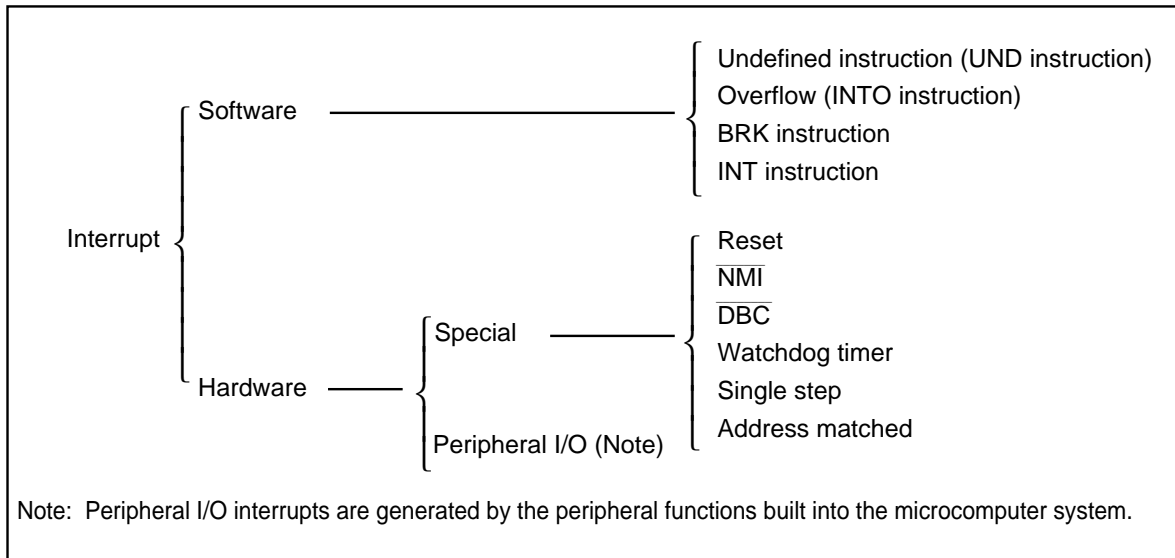 Interrupt
Software
Undefined instruction (UND instruction)
Overflow (INTO instruction)
BRK instruction
INT instruction
Hardware
Special
Reset
NMI
DBC
Watchdog timer
Single step
Address matched
Peripheral I/O (Note)
Note: Peripheral I/O interrupts are generated by the peripheral functions built into the microcomputer system.